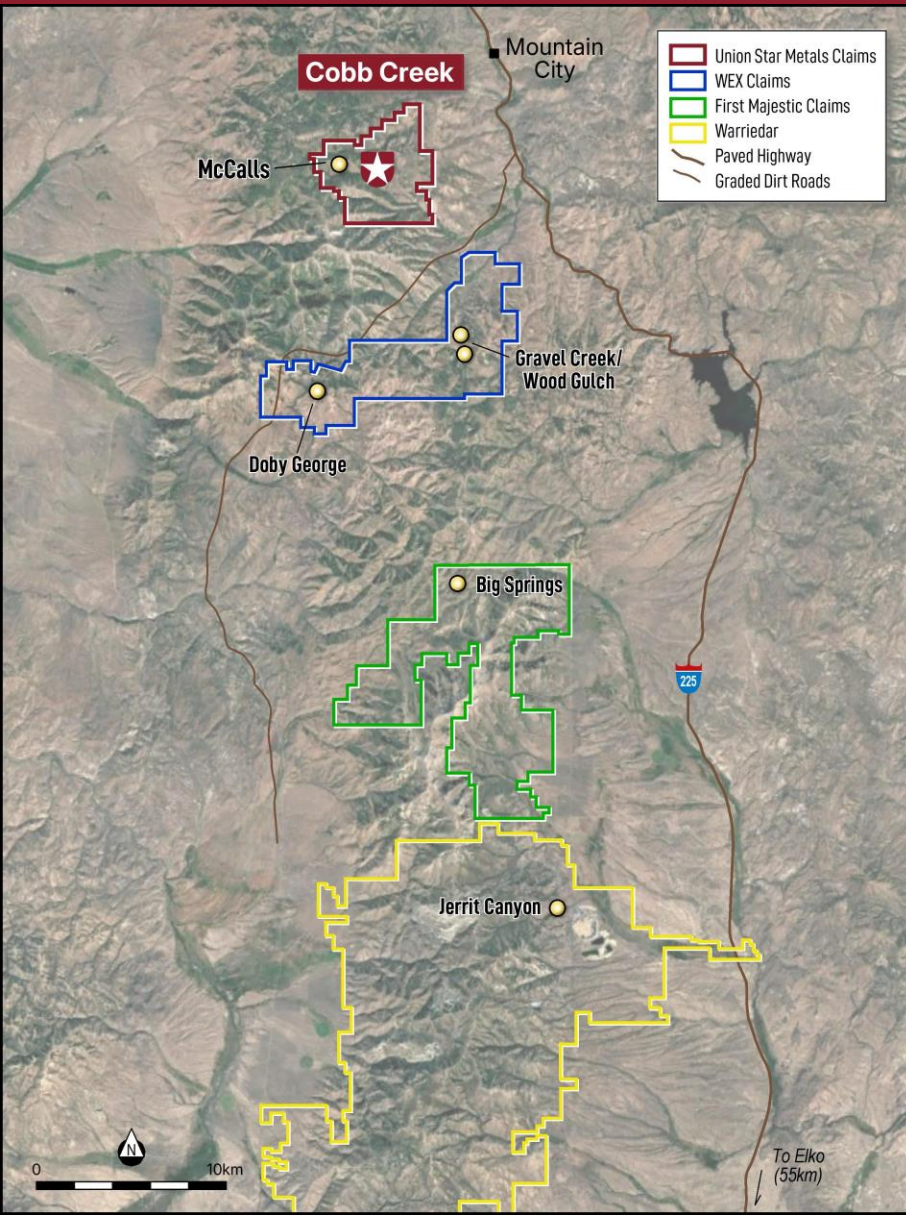 Mountain
City
Cobb Creek
McCalls
Union Star Metals Claims
WEX Claims
First Majestic Claims
Warriedar
Paved Highway
Graded Dirt Roads
Gravel Creek/
Wood Gulch
Doby George
Big Springs
225
Jerrit Canyon
N
0 10km
To Elko
(55km)